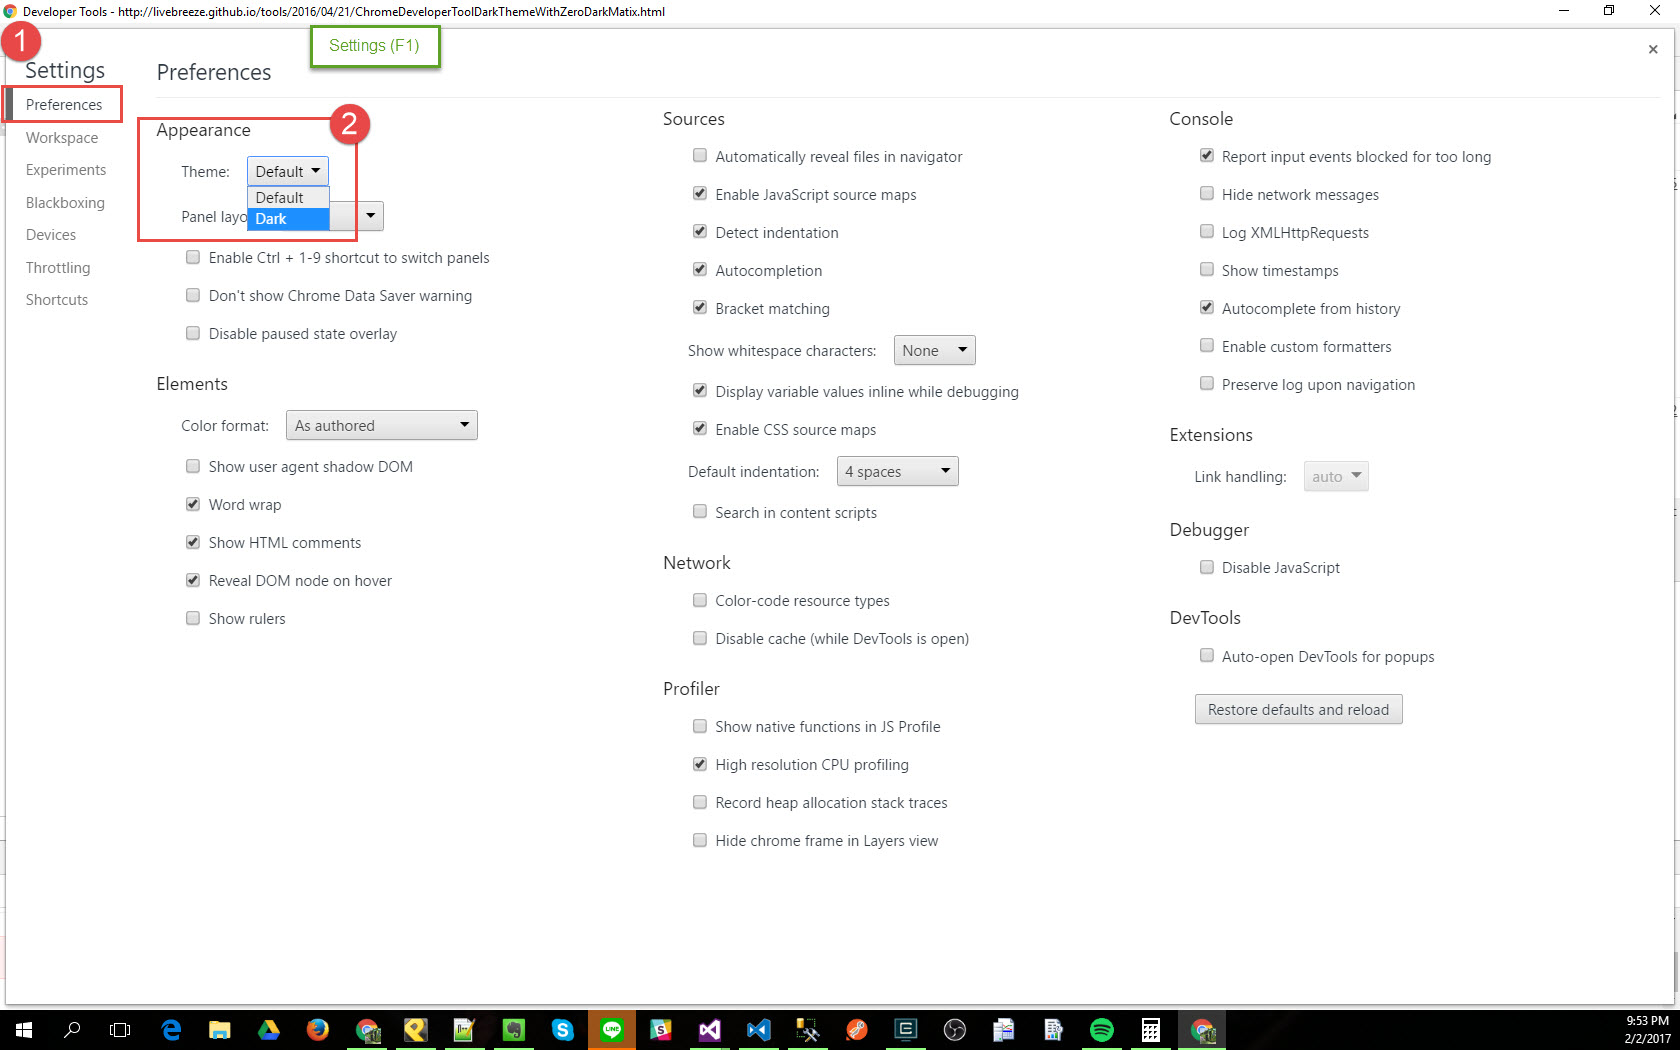 Developer Tools - http://livebreeze.github.io/tools/2016/04/21/ChromeDeveloperToolDarkThemeWithZeroDarkMatix.html
1
Settings (F1)
Settings
Preferences
Workspace
Experiments
Blackboxing
Devices
Throttling
Shortcuts
Preferences
2
Appearance
Theme: Default
Default
Dark
Panel layo
Enable Ctrl + 1-9 shortcut to switch panels
Don't show Chrome Data Saver warning
Disable paused state overlay
Elements
Color format: As authored
Show user agent shadow DOM
Word wrap
Show HTML comments
Reveal DOM node on hover
Show rulers
Sources
Automatically reveal files in navigator
Enable JavaScript source maps
Detect indentation
Autocompletion
Bracket matching
Show whitespace characters: None
Display variable values inline while debugging
Enable CSS source maps
Default indentation: 4 spaces
Search in content scripts
Network
Color-code resource types
Disable cache (while DevTools is open)
Profiler
Show native functions in JS Profile
High resolution CPU profiling
Record heap allocation stack traces
Hide chrome frame in Layers view
Console
Report input events blocked for too long
Hide network messages
Log XMLHttpRequests
Show timestamps
Autocomplete from history
Enable custom formatters
Preserve log upon navigation
Extensions
Link handling: auto
Debugger
Disable JavaScript
DevTools
Auto-open DevTools for popups
Restore defaults and reload
LINE
9:53 PM
2/2/2017